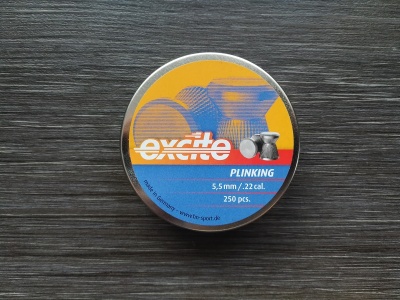 excite
PLINKING
5,5 mm / .22 cal.
250 pcs.
made in Germany - www.hn-sport.de